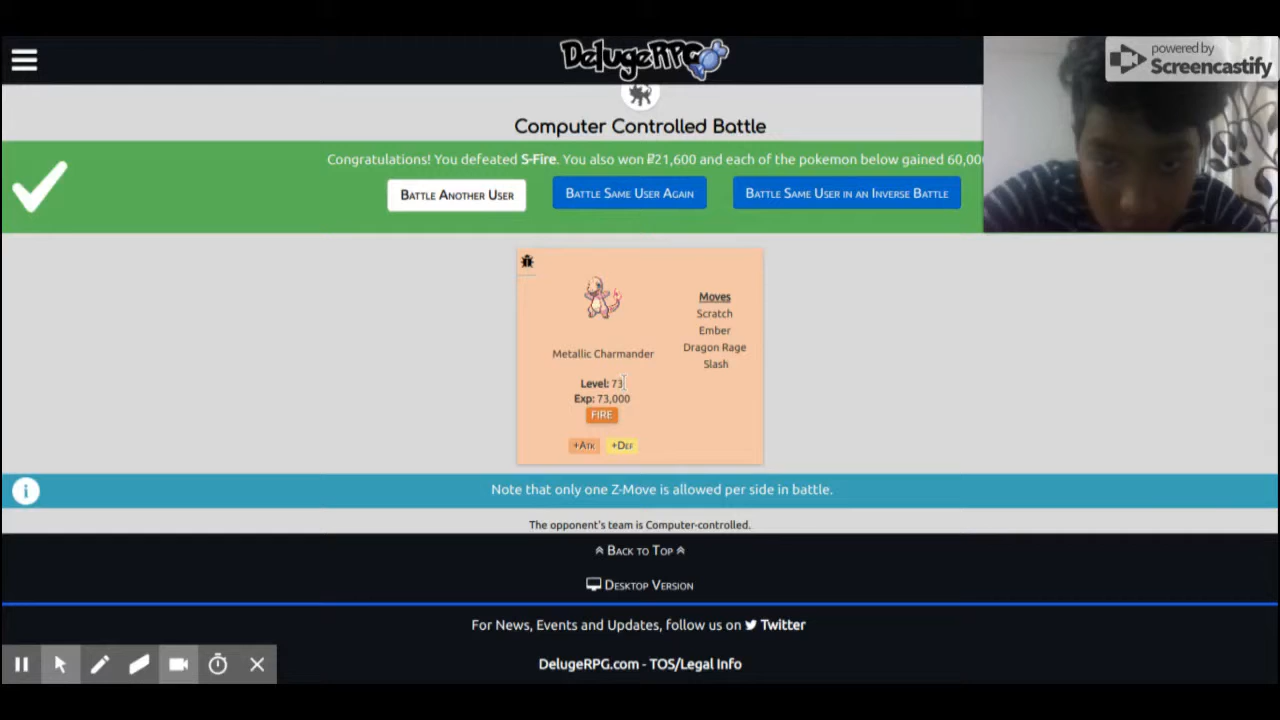 DelugeRPG
powered by
Screencastify
Computer Controlled Battle
Congratulations! You defeated S-Fire. You also won ₽21,600 and each of the pokemon below gained 60,00
BATTLE ANOTHER USER
BATTLE SAME USER AGAIN
BATTLE SAME USER IN AN INVERSE BATTLE
Metallic Charmander
Level: 73
Exp: 73,000
FIRE
+ATK
+DEF
Moves
Scratch
Ember
Dragon Rage
Slash
Note that only one Z-Move is allowed per side in battle.
The opponent's team is Computer-controlled.
BACK TO TOP
DESKTOP VERSION
For News, Events and Updates, follow us on Twitter
DelugeRPG.com - TOS/Legal Info